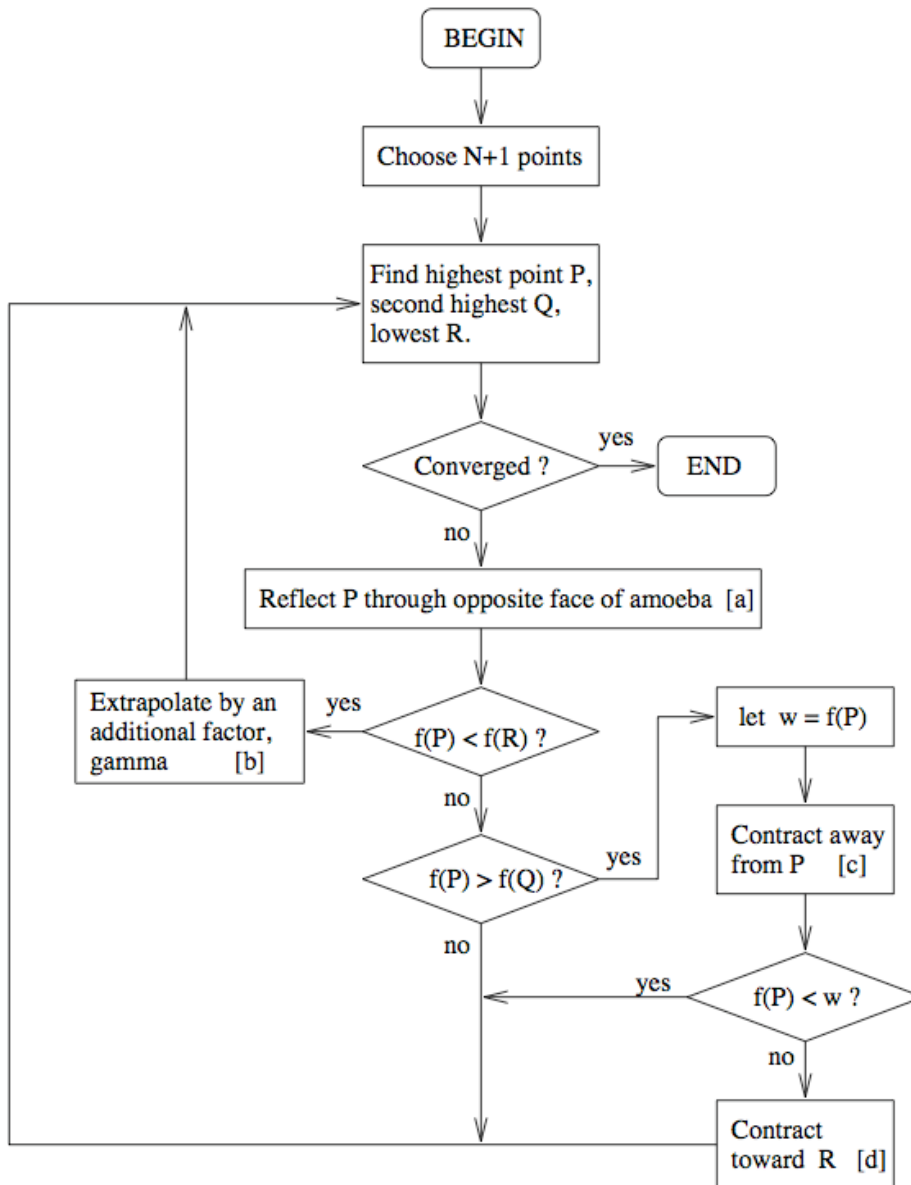 BEGIN
Choose N+1 points
Find highest point P,
second highest Q,
lowest R.
Converged ?
yes
END
no
Reflect P through opposite face of amoeba [a]
f(P) < f(R) ?
yes
Extrapolate by an
additional factor,
gamma [b]
no
f(P) > f(Q) ?
yes
let w = f(P)
Contract away
from P [c]
no
f(P) < w ?
yes
no
Contract
toward R [d]